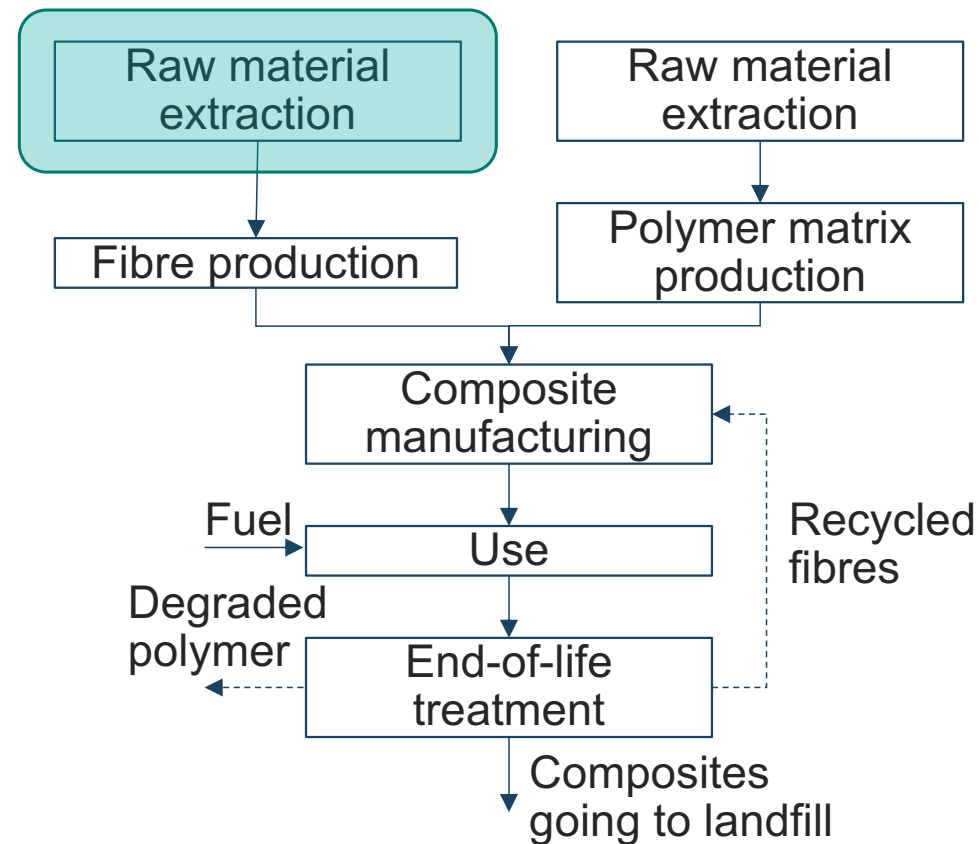 Raw material
extraction
Raw material
extraction
Fibre production
Polymer matrix
production
Composite
manufacturing
Fuel
Use
Recycled
fibres
Degraded
polymer
End-of-life
treatment
Composites
going to landfill